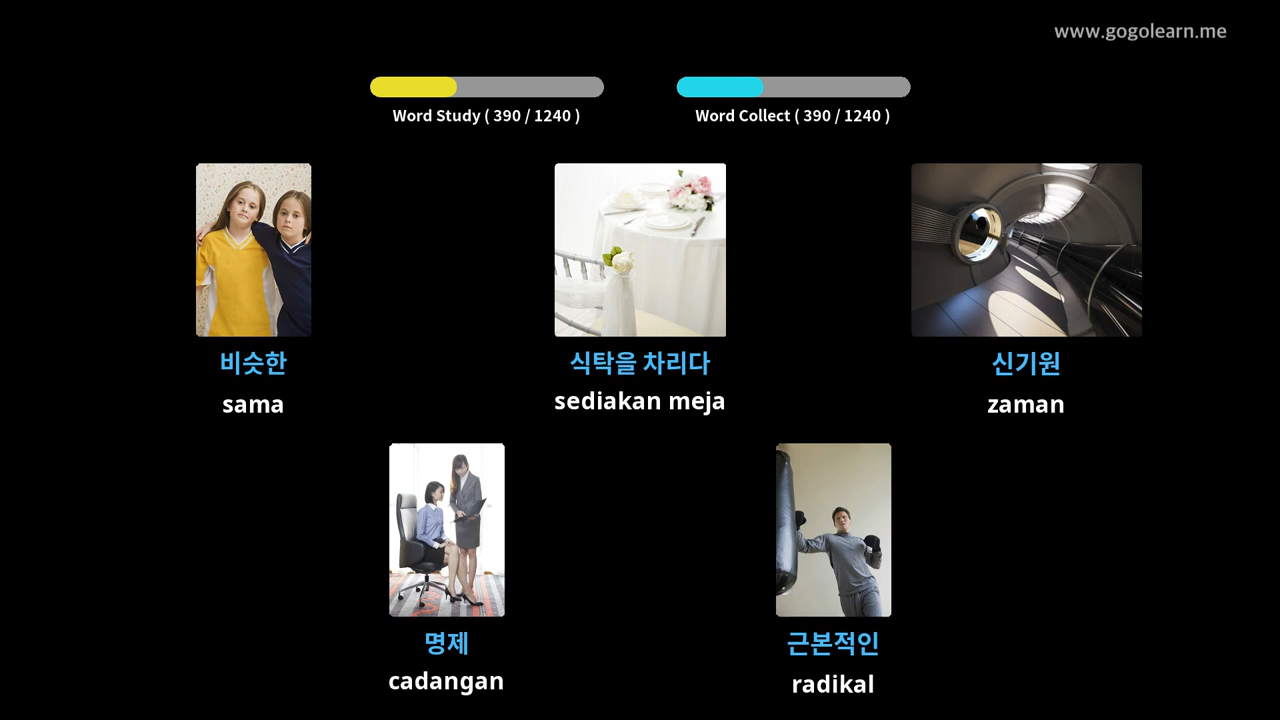 www.gogolearn.me
Word Study ( 390 / 1240 )
Word Collect ( 390 / 1240 )
비슷한
sama
식탁을 차리다
sediakan meja
신기원
zaman
명제
cadangan
근본적인
radikal